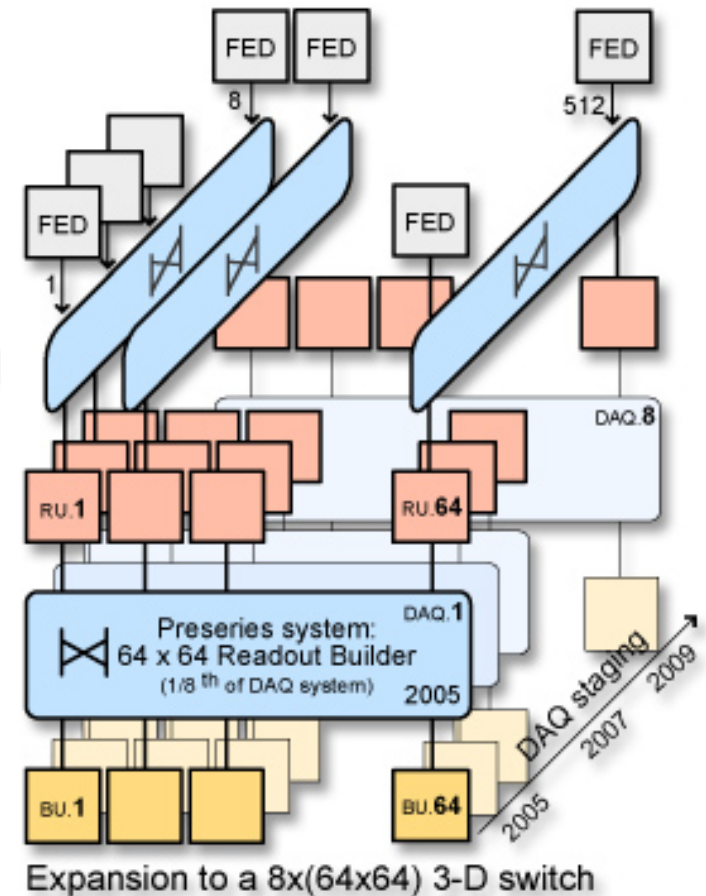 FED FED FED
8
512
FED
FED
1
DAQ.8
RU.1
RU.64
DAQ.1
Preseries system:
64 x 64 Readout Builder
(1/8 th of DAQ system)
2005
DAQ staging
2005
2007
2009
BU.1
BU.64
Expansion to a 8x(64x64) 3-D switch